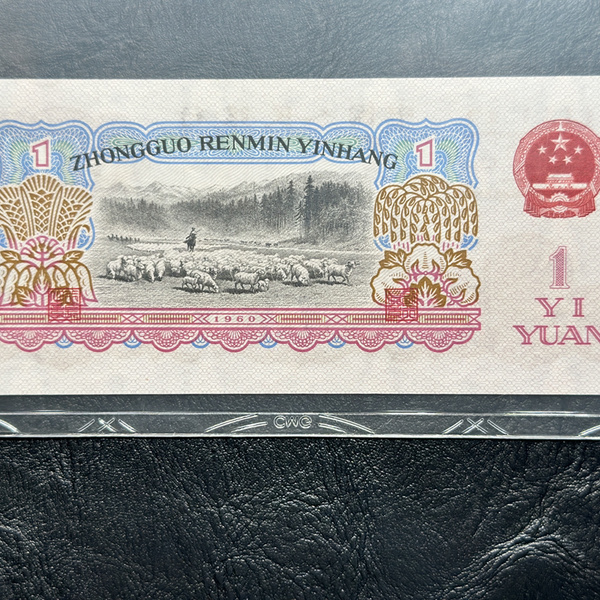 1
ZHONGGUO RENMIN YINHANG
1
1960
1
YI
YUAN
CWG